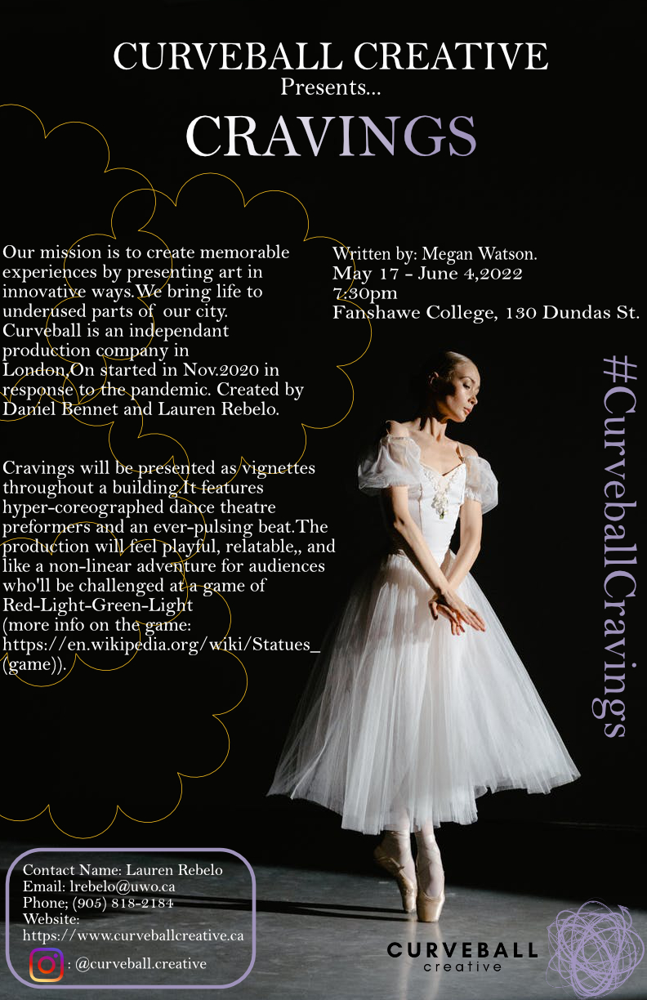 CURVEBALL CREATIVE
Presents...
CRAVINGS
Our mission is to create memorable
experiences by presenting art in
innovative ways.We bring life to
underused parts of  our city.
Curveball is an independant
production company in
London,On started in Nov.2020 in
response to the pandemic. Created by
Daniel Bennet and Lauren Rebelo.
Written by: Megan Watson.
May 17 - June 4,2022
7:30pm
Fanshawe College, 130 Dundas St.
Cravings will be presented as vignettes
throughout a building.It features
hyper-coreographed dance theatre
preformers and an ever-pulsing beat.The
production will feel playful, relatable,, and
like a non-linear adventure for audiences
who'll be challenged at a game of
Red-Light-Green-Light
(more info on the game:
https://en.wikipedia.org/wiki/Statues_
(game)).
#CurveballCravings
Contact Name: Lauren Rebelo
Email: lrebelo@uwo.ca
Phone; (905) 818-2184
Website:
https://www.curveballcreative.ca
: @curveball.creative
CURVEBALL
creative